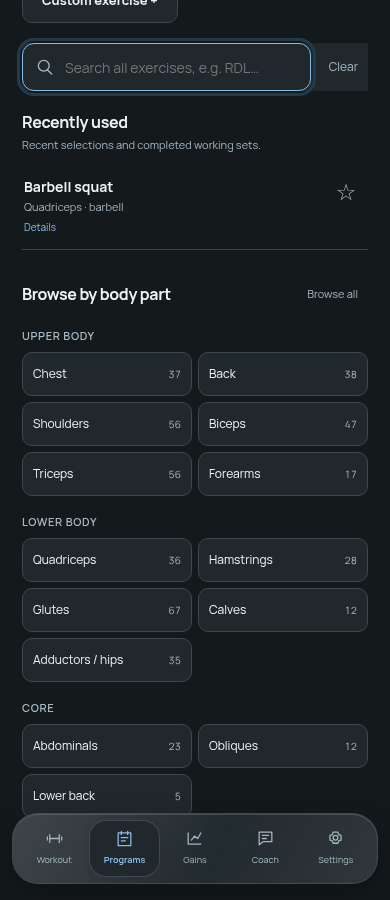 Custom exercise +
Search all exercises, e.g. RDL...
Clear
Recently used
Recent selections and completed working sets.
Barbell squat
Quadriceps · barbell
Details
Browse by body part
Browse all
UPPER BODY
Chest 37
Back 38
Shoulders 56
Biceps 47
Triceps 56
Forearms 17
LOWER BODY
Quadriceps 36
Hamstrings 28
Glutes 67
Calves 12
Adductors / hips 35
CORE
Abdominals 23
Obliques 12
Lower back 5
Workout
Programs
Gains
Coach
Settings